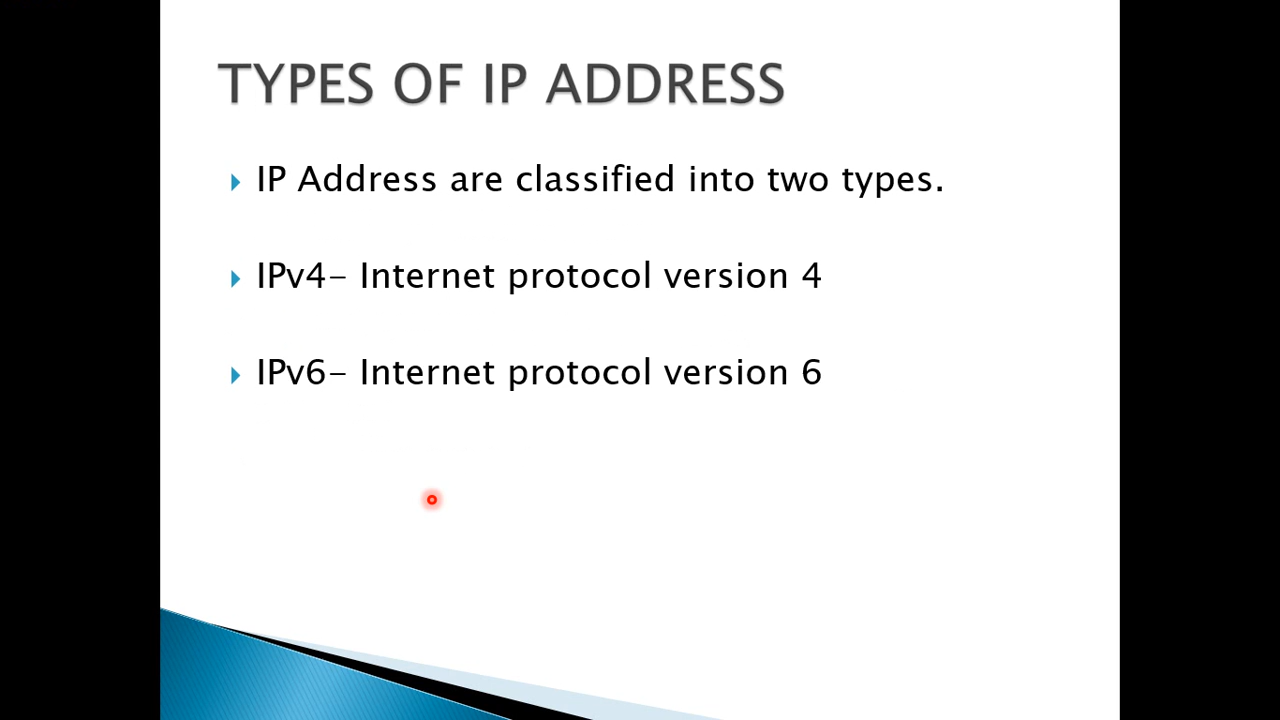 TYPES OF IP ADDRESS
IP Address are classified into two types.
IPv4- Internet protocol version 4
IPv6- Internet protocol version 6